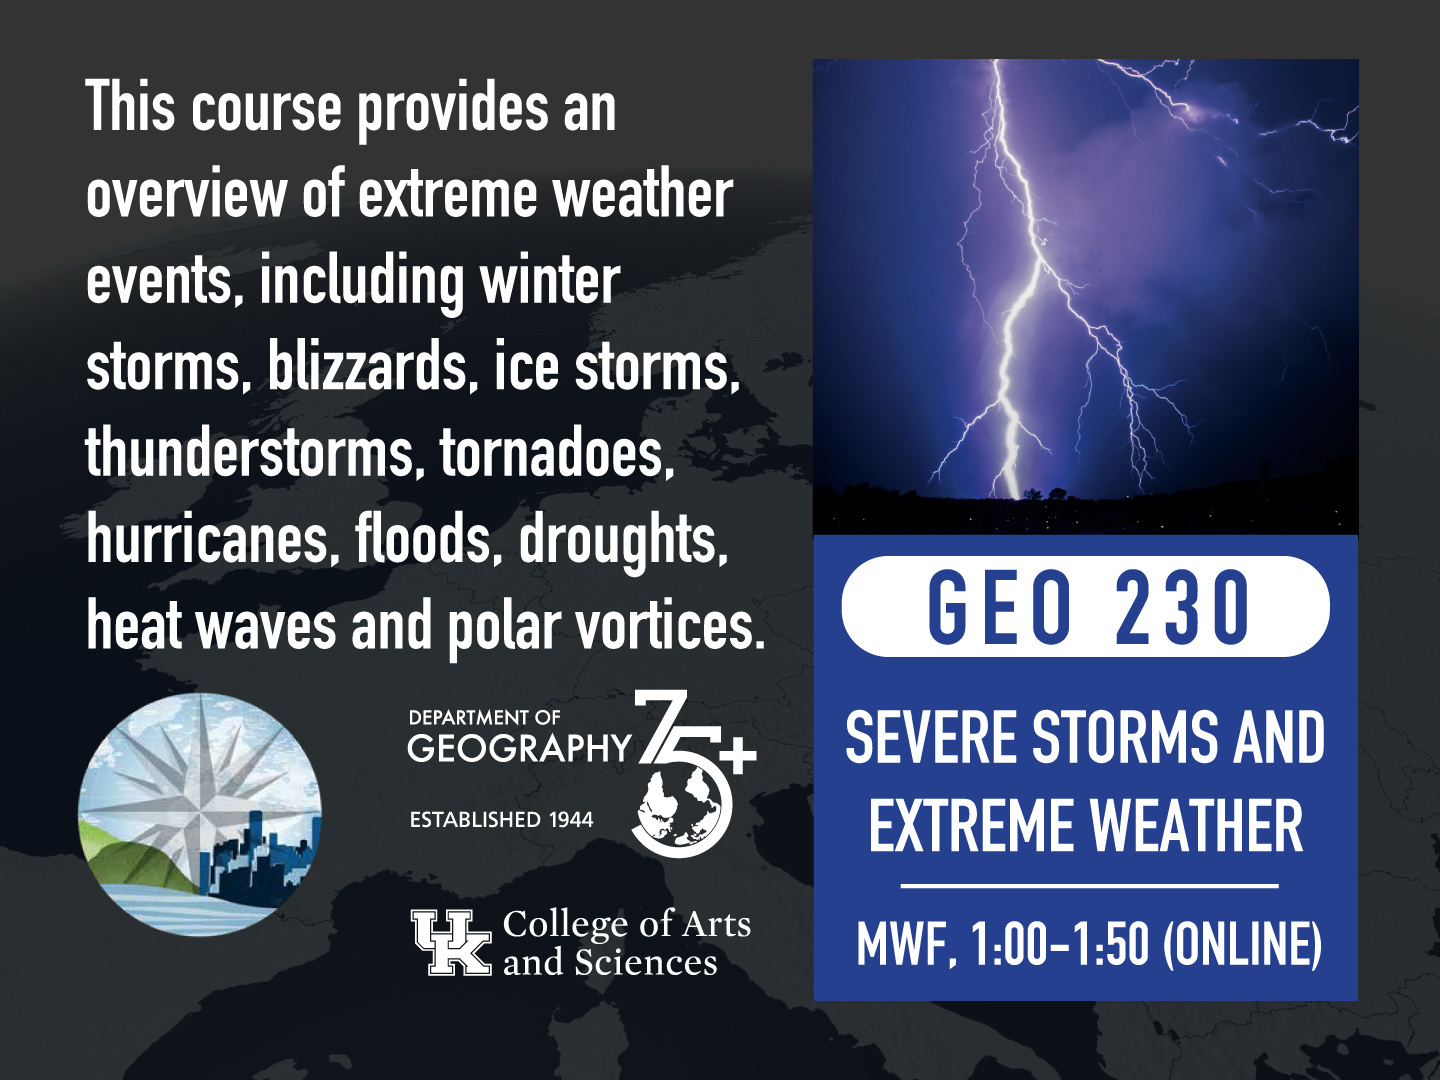 This course provides an
overview of extreme weather
events, including winter
storms, blizzards, ice storms,
thunderstorms, tornadoes,
hurricanes, floods, droughts,
heat waves and polar vortices.
DEPARTMENT OF
GEOGRAPHY
75+
ESTABLISHED 1944
UK
College of Arts
and Sciences
GEO 230
SEVERE STORMS AND
EXTREME WEATHER
MWF, 1:00-1:50 (ONLINE)